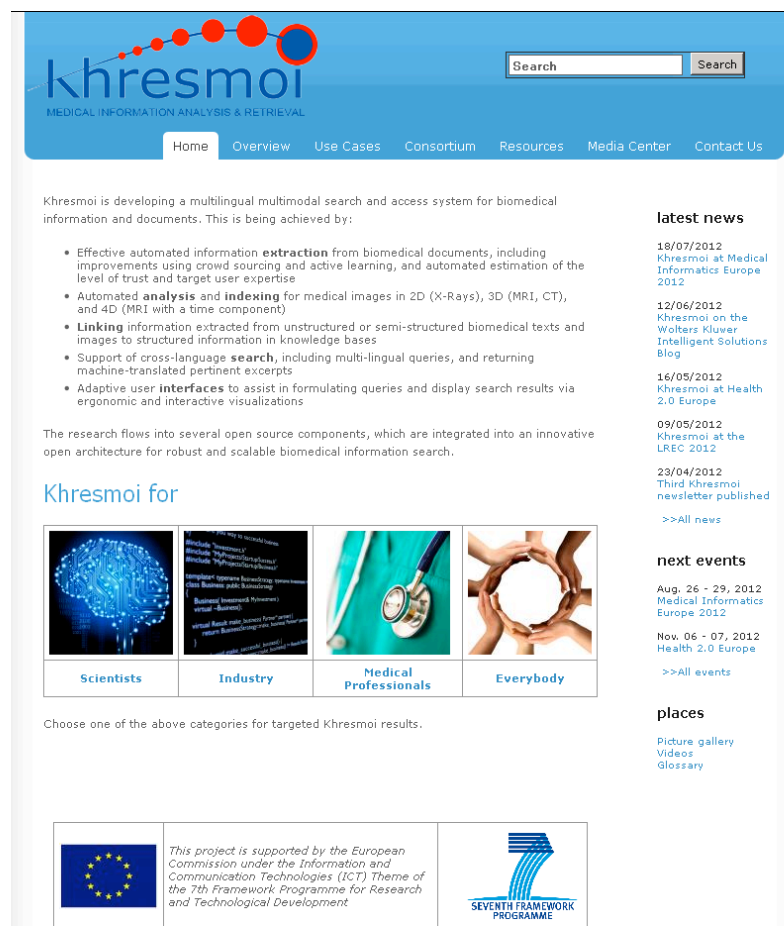 khresmoi
MEDICAL INFORMATION ANALYSIS & RETRIEVAL
Search
Search
Home
Overview
Use Cases
Consortium
Resources
Media Center
Contact Us
Khresmoi is developing a multilingual multimodal search and access system for biomedical
information and documents. This is being achieved by:
• Effective automated information extraction from biomedical documents, including
improvements using crowd sourcing and active learning, and automated estimation of the
level of trust and target user expertise
• Automated analysis and indexing for medical images in 2D (X-Rays), 3D (MRI, CT),
and 4D (MRI with a time component)
• Linking information extracted from unstructured or semi-structured biomedical texts and
images to structured information in knowledge bases
• Support of cross-language search, including multi-lingual queries, and returning
machine-translated pertinent excerpts
• Adaptive user interfaces to assist in formulating queries and display search results via
ergonomic and interactive visualizations
The research flows into several open source components, which are integrated into an innovative
open architecture for robust and scalable biomedical information search.
Khresmoi for
Scientists
Industry
Medical
Professionals
Everybody
Choose one of the above categories for targeted Khresmoi results.
This project is supported by the European
Commission under the Information and
Communication Technologies (ICT) Theme of
the 7th Framework Programme for Research
and Technological Development
SEVENTH FRAMEWORK
PROGRAMME
latest news
18/07/2012
Khresmoi at Medical
Informatics Europe
2012
12/06/2012
Khresmoi on the
Wolters Kluwer
Intelligent Solutions
Blog
16/05/2012
Khresmoi at Health
2.0 Europe
09/05/2012
Khresmoi at the
LREC 2012
23/04/2012
Third Khresmoi
newsletter published
>>All news
next events
Aug. 26 - 29, 2012
Medical Informatics
Europe 2012
Nov. 06 - 07, 2012
Health 2.0 Europe
>>All events
places
Picture gallery
Videos
Glossary